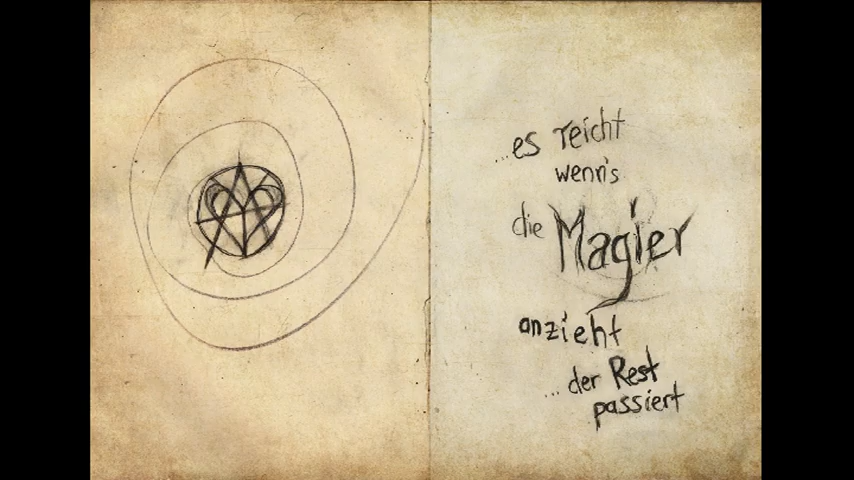 ...es reicht
wenn's
die Magier
anzieht
...der Rest
passiert